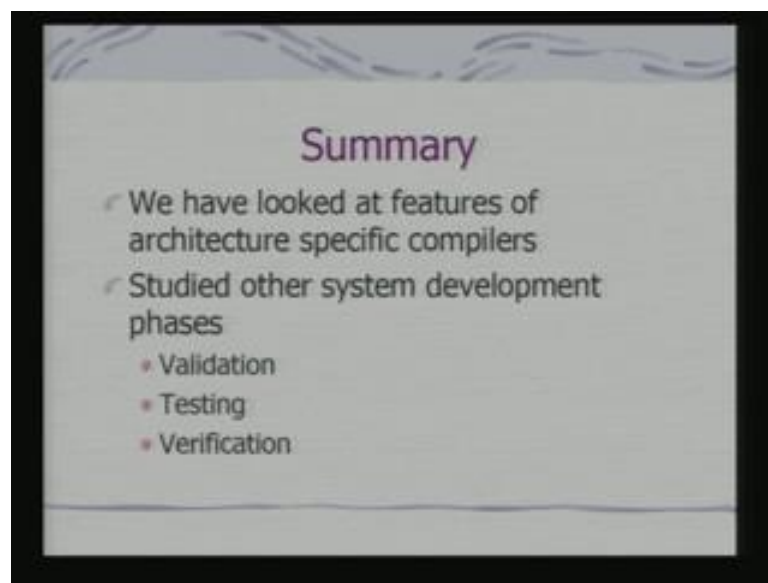 Summary
We have looked at features of
architecture specific compilers
Studied other system development
phases
Validation
Testing
Verification